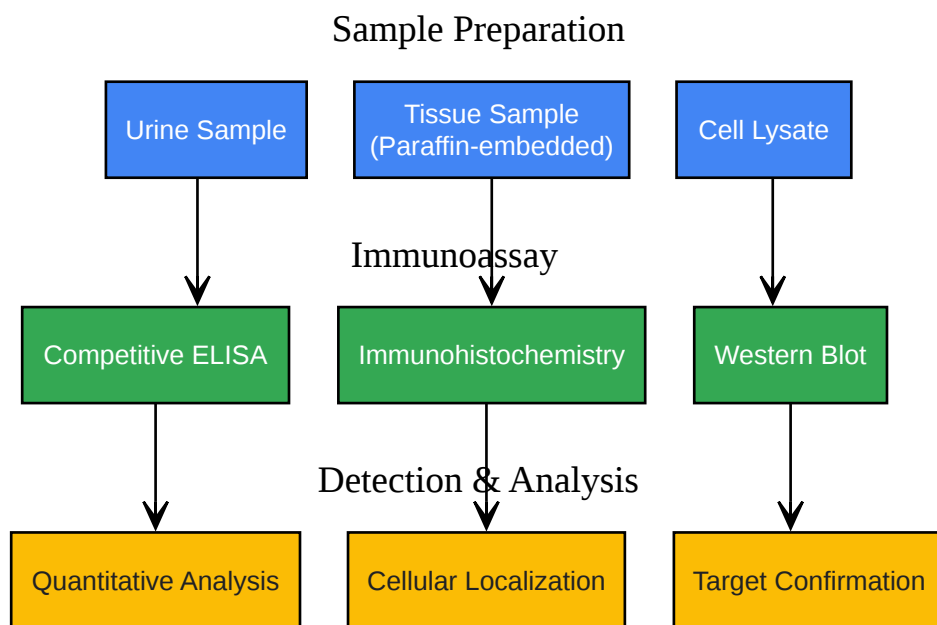 Sample Preparation
Urine Sample
Tissue Sample
(Paraffin-embedded)
Cell Lysate
Immunoassay
Competitive ELISA
Immunohistochemistry
Western Blot
Detection & Analysis
Quantitative Analysis
Cellular Localization
Target Confirmation